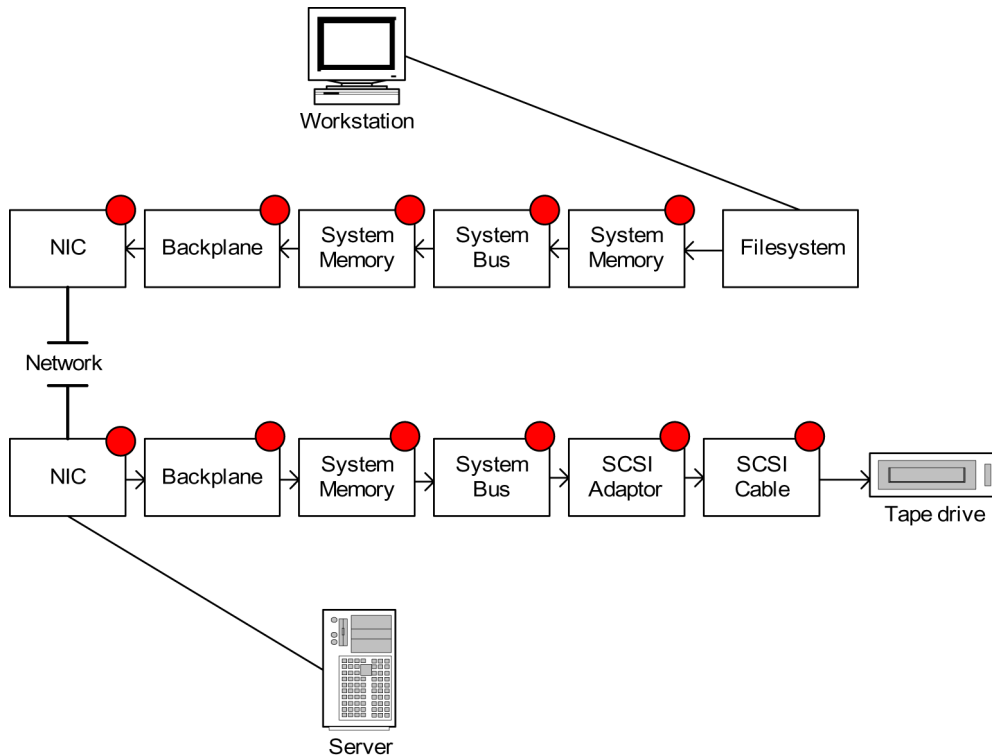 Workstation
NIC
Backplane
System
Memory
System
Bus
System
Memory
Filesystem
Network
NIC
Backplane
System
Memory
System
Bus
SCSI
Adaptor
SCSI
Cable
Tape drive
Server